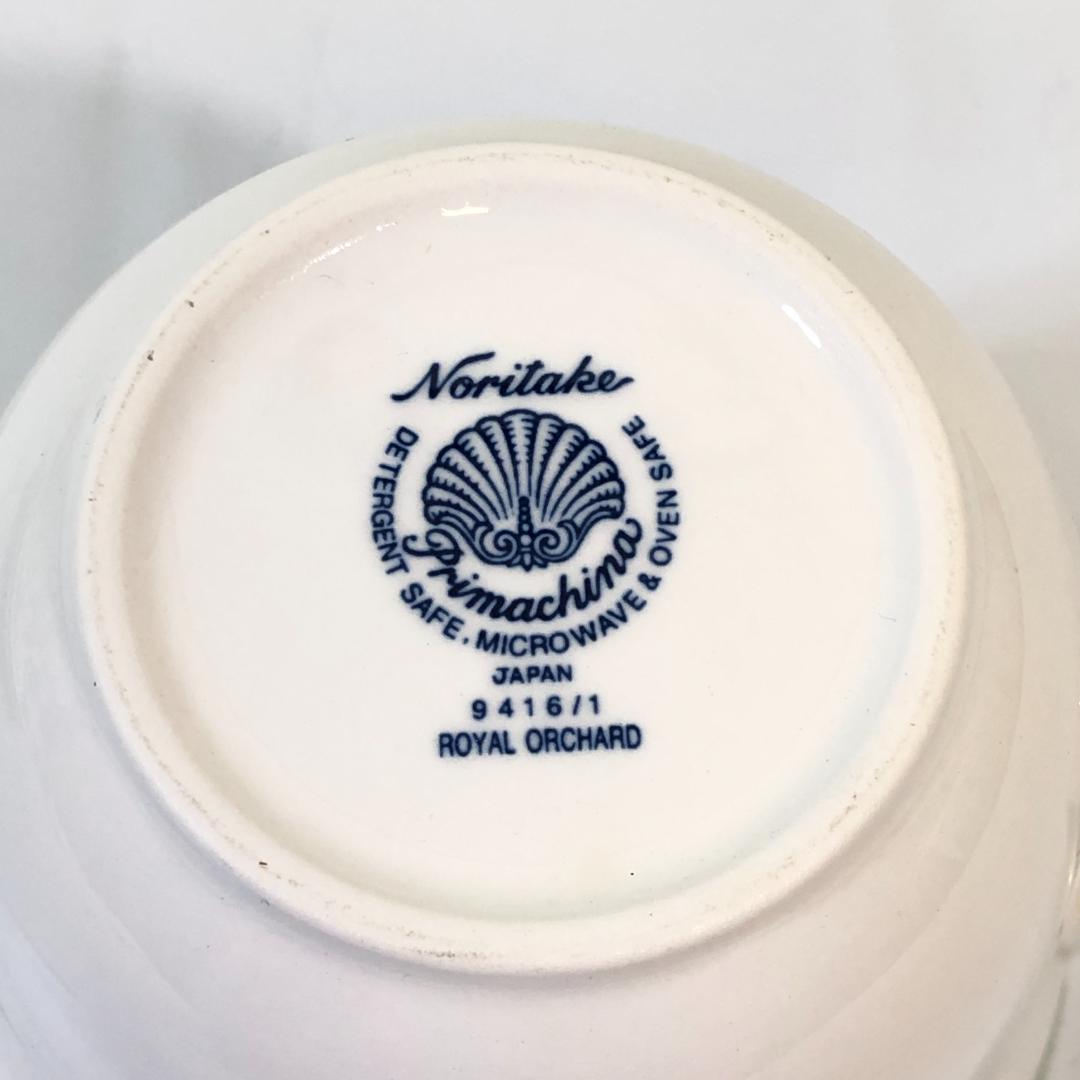 Noritake
Primachina
DETERGENT SAFE. MICROWAVE & OVEN SAFE
JAPAN
9416/1
ROYAL ORCHARD